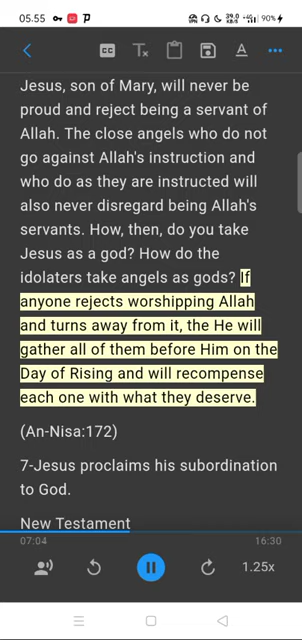 05.55
39.0
KB/S
4G
90%
CC
A
Jesus, son of Mary, will never be
proud and reject being a servant of
Allah. The close angels who do not
go against Allah's instruction and
who do as they are instructed will
also never disregard being Allah's
servants. How, then, do you take
Jesus as a god? How do the
idolaters take angels as gods? If
anyone rejects worshipping Allah
and turns away from it, the He will
gather all of them before Him on the
Day of Rising and will recompense
each one with what they deserve.
(An-Nisa:172)
7-Jesus proclaims his subordination
to God.
New Testament
07:04
16:30
1.25x